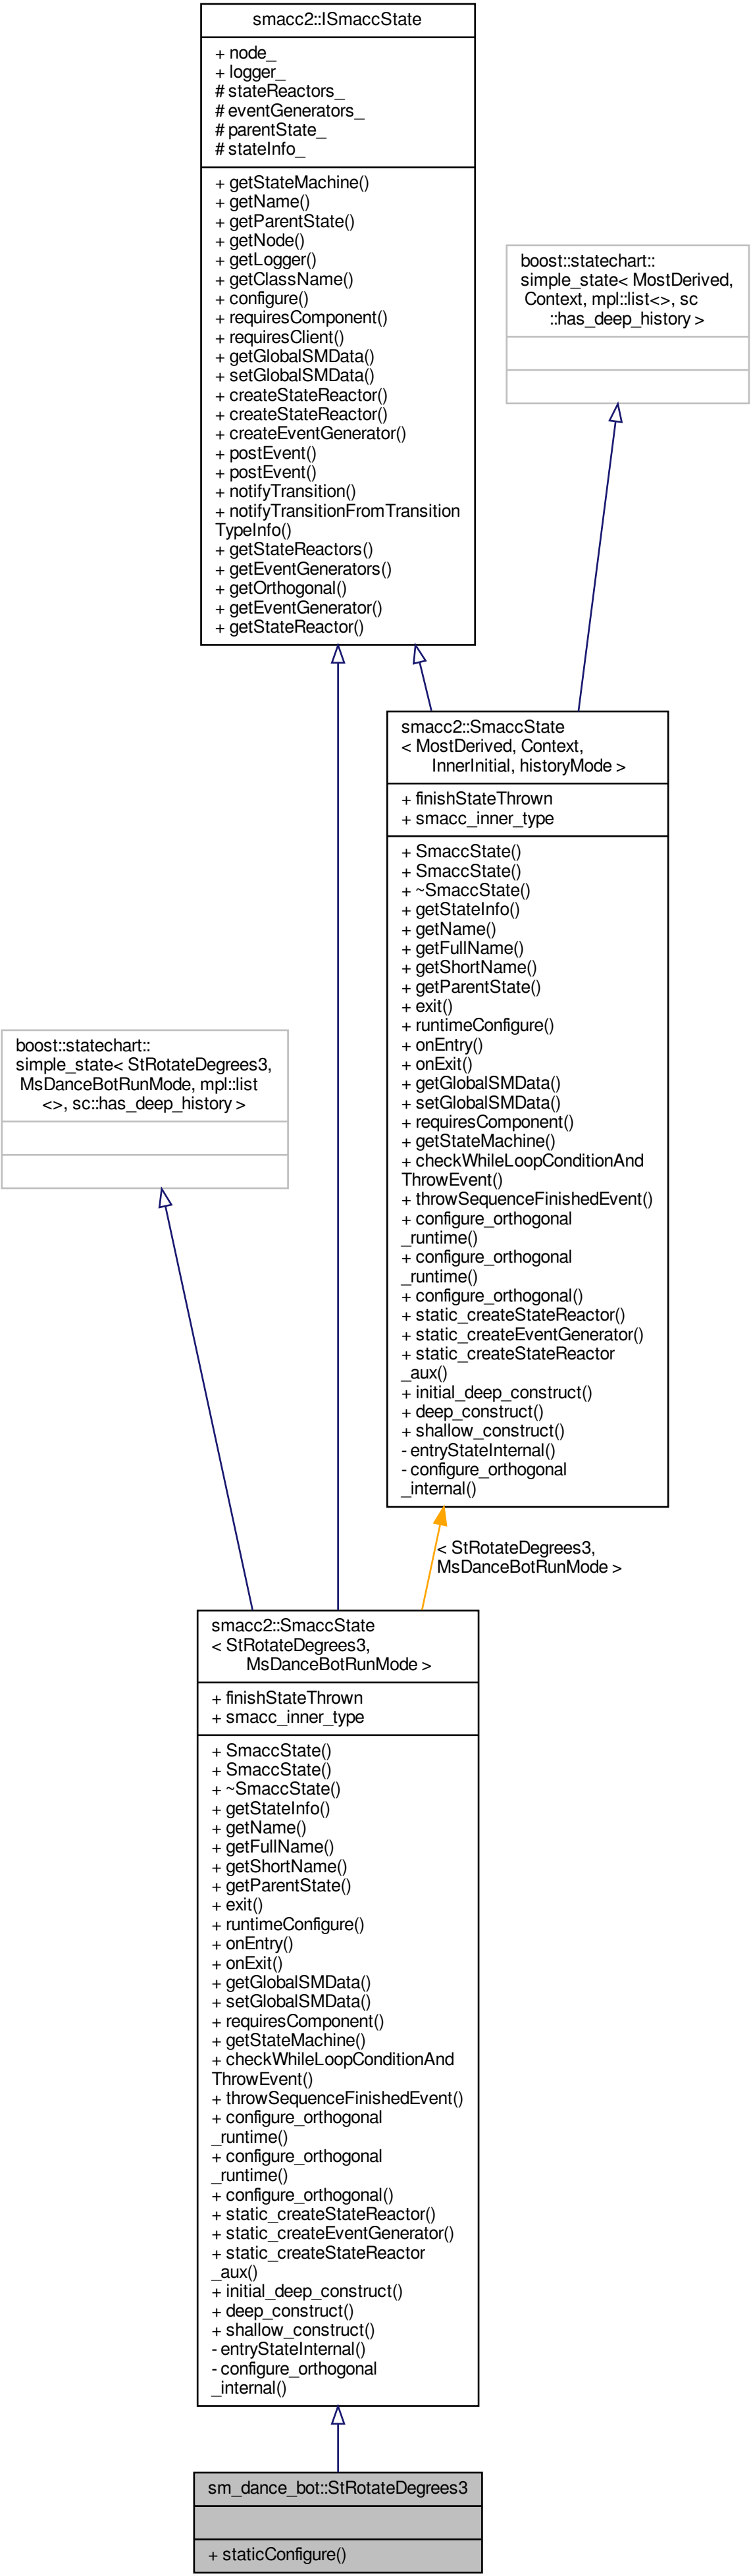 smacc2::ISmaccState
+ node_
+ logger_
# stateReactors_
# eventGenerators_
# parentState_
# stateInfo_
+ getStateMachine()
+ getName()
+ getParentState()
+ getNode()
+ getLogger()
+ getClassName()
+ configure()
+ requiresComponent()
+ requiresClient()
+ getGlobalSMData()
+ setGlobalSMData()
+ createStateReactor()
+ createStateReactor()
+ createEventGenerator()
+ postEvent()
+ postEvent()
+ notifyTransition()
+ notifyTransitionFromTransition
TypeInfo()
+ getStateReactors()
+ getEventGenerators()
+ getOrthogonal()
+ getEventGenerator()
+ getStateReactor()
boost::statechart::
simple_state< MostDerived,
Context, mpl::list<>, sc
::has_deep_history >
smacc2::SmaccState
< MostDerived, Context,
InnerInitial, historyMode >
+ finishStateThrown
+ smacc_inner_type
+ SmaccState()
+ SmaccState()
+ ~SmaccState()
+ getStateInfo()
+ getName()
+ getFullName()
+ getShortName()
+ getParentState()
+ exit()
+ runtimeConfigure()
+ onEntry()
+ onExit()
+ getGlobalSMData()
+ setGlobalSMData()
+ requiresComponent()
+ getStateMachine()
+ checkWhileLoopConditionAnd
ThrowEvent()
+ throwSequenceFinishedEvent()
+ configure_orthogonal
_runtime()
+ configure_orthogonal
_runtime()
+ configure_orthogonal()
+ static_createStateReactor()
+ static_createEventGenerator()
+ static_createStateReactor
_aux()
+ initial_deep_construct()
+ deep_construct()
+ shallow_construct()
- entryStateInternal()
- configure_orthogonal
_internal()
boost::statechart::
simple_state< StRotateDegrees3,
MsDanceBotRunMode, mpl::list
<>, sc::has_deep_history >
< StRotateDegrees3,
MsDanceBotRunMode >
smacc2::SmaccState
< StRotateDegrees3,
MsDanceBotRunMode >
+ finishStateThrown
+ smacc_inner_type
+ SmaccState()
+ SmaccState()
+ ~SmaccState()
+ getStateInfo()
+ getName()
+ getFullName()
+ getShortName()
+ getParentState()
+ exit()
+ runtimeConfigure()
+ onEntry()
+ onExit()
+ getGlobalSMData()
+ setGlobalSMData()
+ requiresComponent()
+ getStateMachine()
+ checkWhileLoopConditionAnd
ThrowEvent()
+ throwSequenceFinishedEvent()
+ configure_orthogonal
_runtime()
+ configure_orthogonal
_runtime()
+ configure_orthogonal()
+ static_createStateReactor()
+ static_createEventGenerator()
+ static_createStateReactor
_aux()
+ initial_deep_construct()
+ deep_construct()
+ shallow_construct()
- entryStateInternal()
- configure_orthogonal
_internal()
sm_dance_bot::StRotateDegrees3
+ staticConfigure()